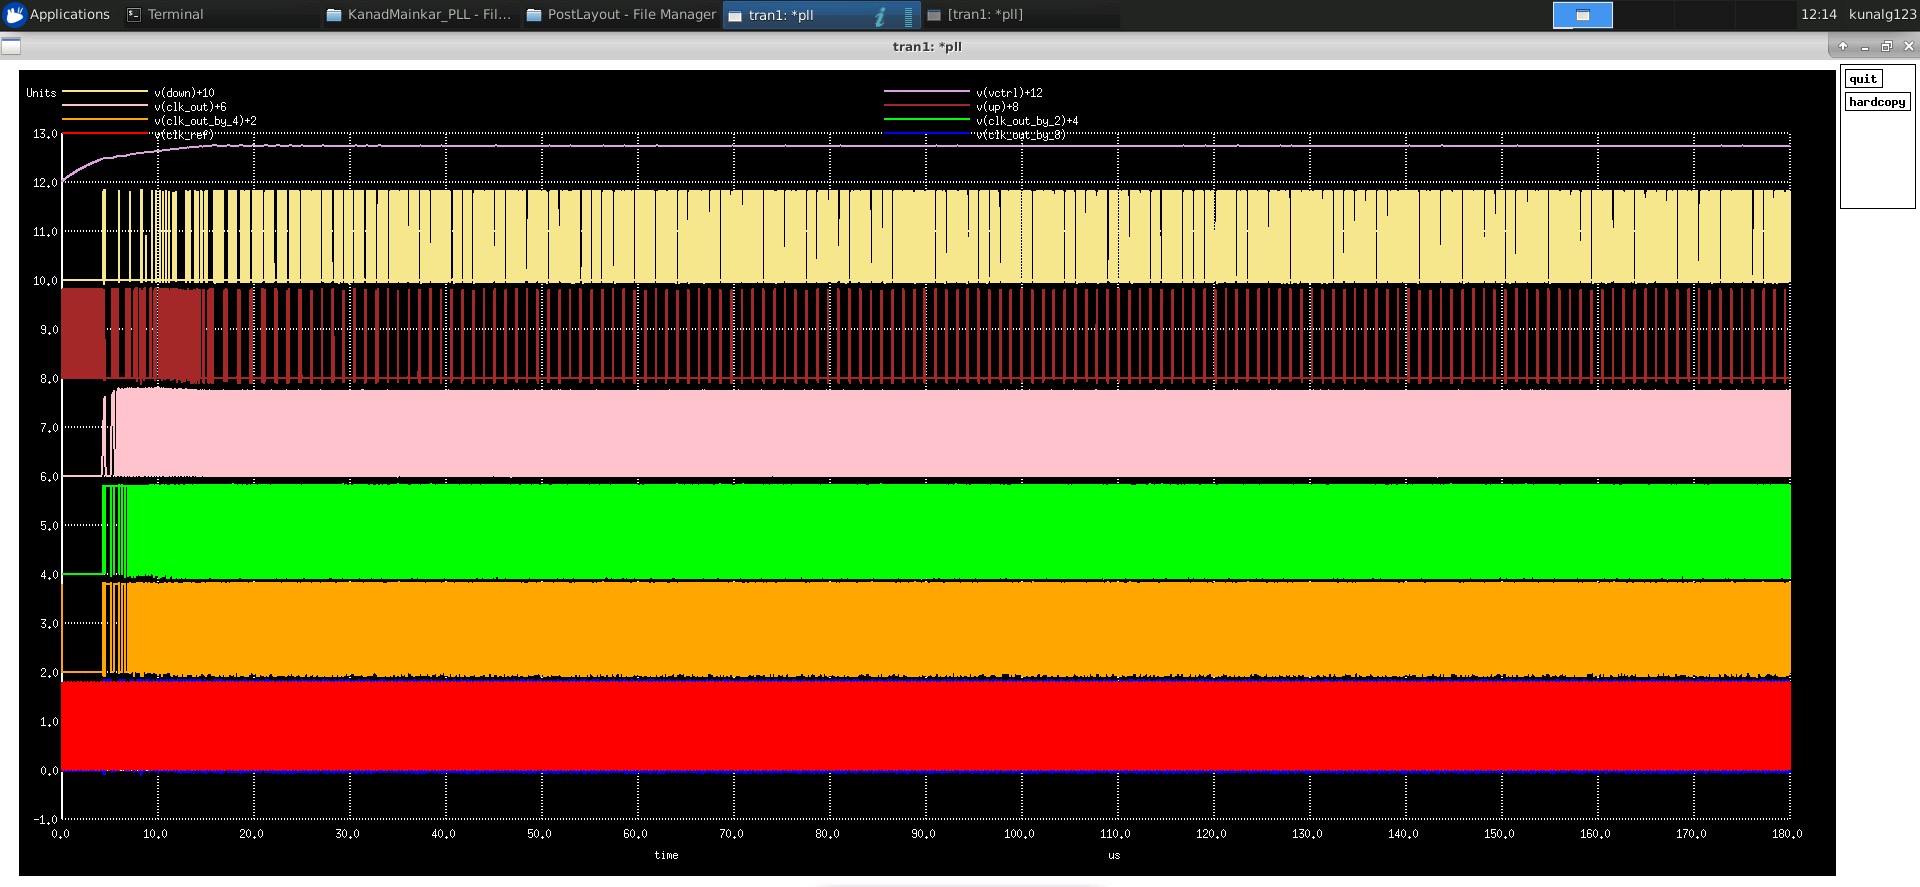 Applications Terminal KanadMainkar_PLL - Fil... PostLayout - File Manager tran1: *pll [tran1: *pll] 12:14 kunalg123
tran1: *pll
quit
hardcopy
Units v(down)+10 v(vctrl)+12
v(clk_out)+6 v(up)+8
v(clk_out_by_4)+2 v(clk_out_by_2)+4
v(clk_ref) v(clk_out_by_8)
13.0
12.0
11.0
10.0
9.0
8.0
7.0
6.0
5.0
4.0
3.0
2.0
1.0
0.0
-1.0
0.0 10.0 20.0 30.0 40.0 50.0 60.0 70.0 80.0 90.0 100.0 110.0 120.0 130.0 140.0 150.0 160.0 170.0 180.0
time us